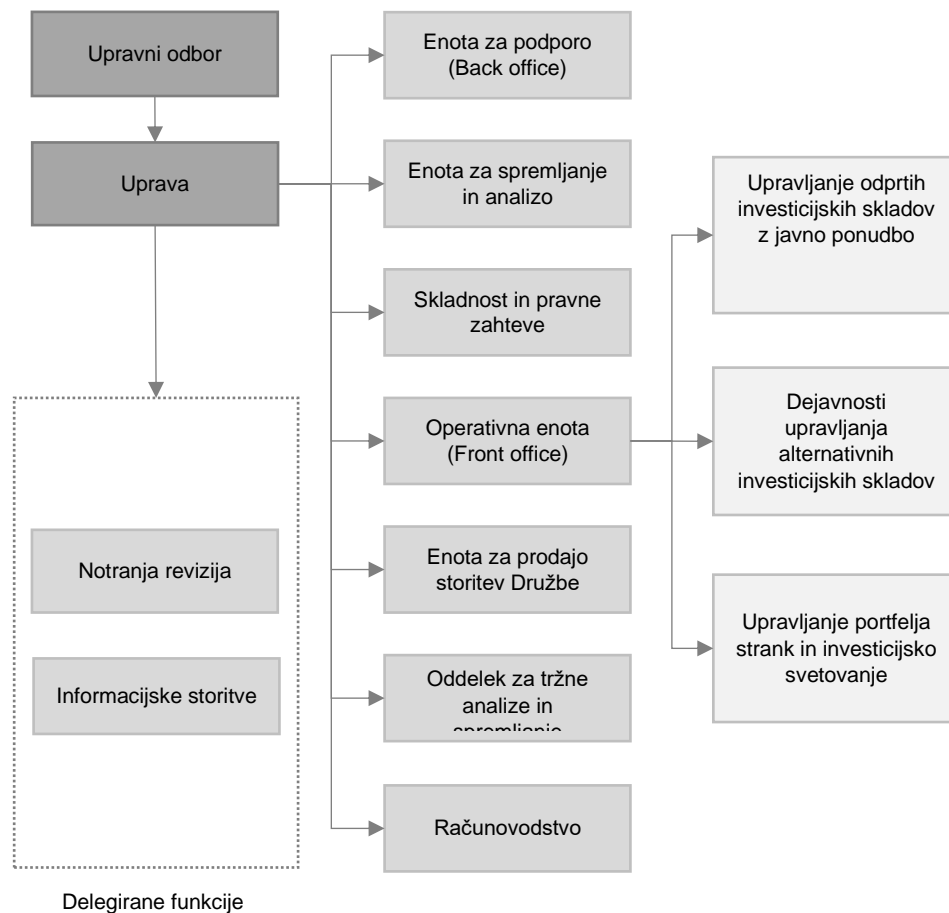 Upravni odbor
Uprava
Enota za podporo
(Back office)
Enota za spremljanje
in analizo
Skladnost in pravne
zahteve
Operativna enota
(Front office)
Enota za prodajo
storitev Družbe
Oddelek za tržne
analize in
spremljanje
Računovodstvo
Upravljanje odprtih
investicijskih skladov
z javno ponudbo
Dejavnosti
upravljanja
alternativnih
investicijskih skladov
Upravljanje portfelja
strank in investicijsko
svetovanje
Notranja revizija
Informacijske storitve
Delegirane funkcije